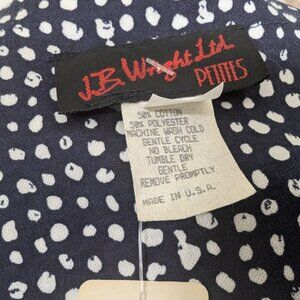 J.B. Wright Ltd.
PETITES
50% COTTON
50% POLYESTER
MACHINE WASH COLD
GENTLE CYCLE
NO BLEACH
TUMBLE DRY
GENTLE
REMOVE PROMPTLY
MADE IN U.S.A.